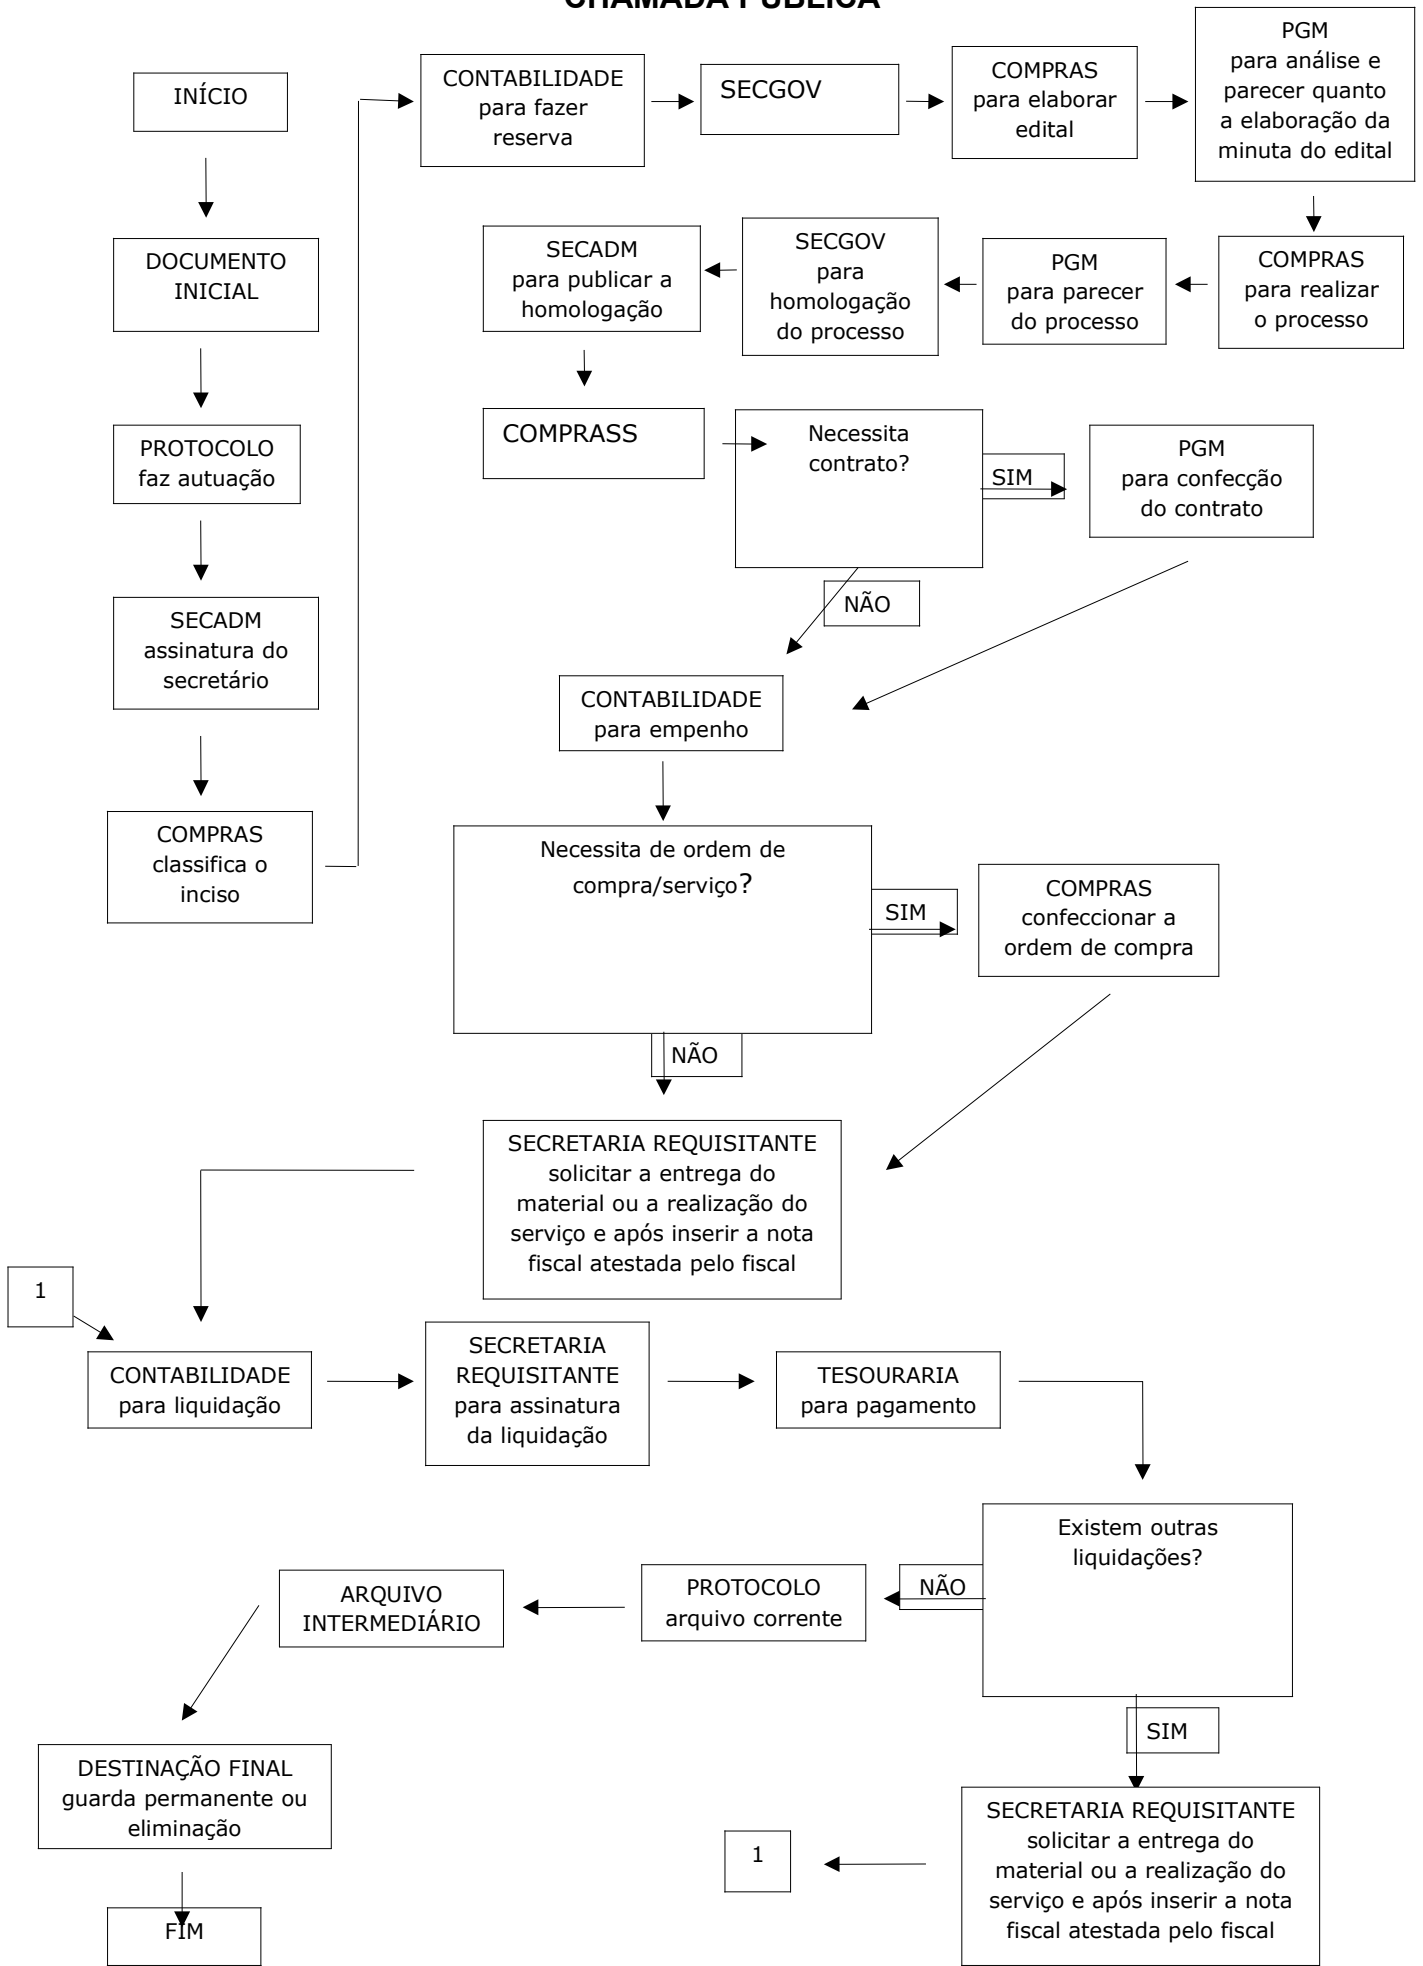 CHAMADA PÚBLICA
INÍCIO
DOCUMENTO
INICIAL
PROTOCOLO
faz autuação
SECADM
assinatura do
secretário
COMPRAS
classifica o
inciso
CONTABILIDADE
para fazer
reserva
SECGOV
COMPRAS
para elaborar
edital
PGM
para análise e
parecer quanto
a elaboração da
minuta do edital
COMPRAS
para realizar
o processo
PGM
para parecer
do processo
SECGOV
para
homologação
do processo
SECADM
para publicar a
homologação
COMPRASS
Necessita
contrato?
SIM
PGM
para confecção
do contrato
NÃO
CONTABILIDADE
para empenho
Necessita de ordem de
compra/serviço?
SIM
COMPRAS
confeccionar a
ordem de compra
NÃO
SECRETARIA REQUISITANTE
solicitar a entrega do
material ou a realização do
serviço e após inserir a nota
fiscal atestada pelo fiscal
1
CONTABILIDADE
para liquidação
SECRETARIA
REQUISITANTE
para assinatura
da liquidação
TESOURARIA
para pagamento
Existem outras
liquidações?
NÃO
PROTOCOLO
arquivo corrente
ARQUIVO
INTERMEDIÁRIO
DESTINAÇÃO FINAL
guarda permanente ou
eliminação
FIM
SIM
SECRETARIA REQUISITANTE
solicitar a entrega do
material ou a realização do
serviço e após inserir a nota
fiscal atestada pelo fiscal
1